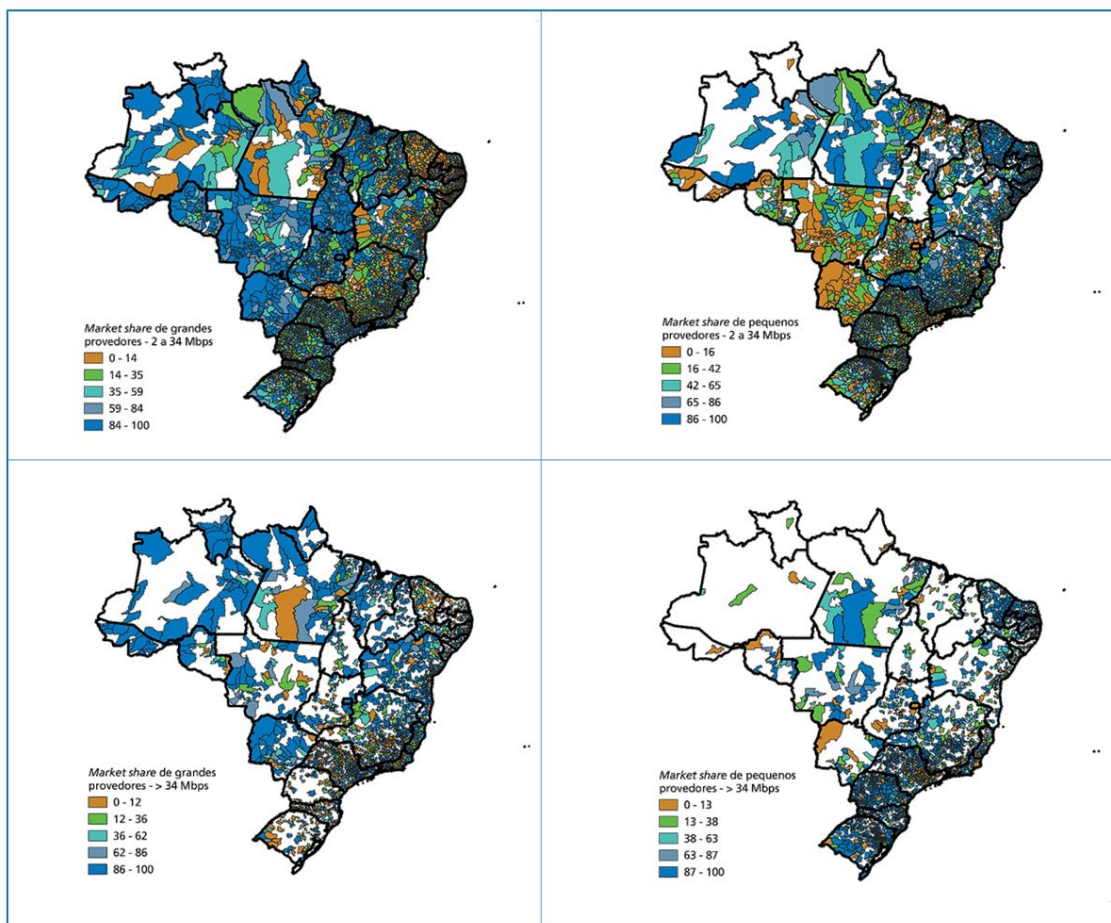 Market share de grandes
provedores - 2 a 34 Mbps
0 - 14
14 - 35
35 - 59
59 - 84
84 - 100
Market share de pequenos
provedores - 2 a 34 Mbps
0 - 16
16 - 42
42 - 65
65 - 86
86 - 100
Market share de grandes
provedores - > 34 Mbps
0 - 12
12 - 36
36 - 62
62 - 86
86 - 100
Market share de pequenos
provedores - > 34 Mbps
0 - 13
13 - 38
38 - 63
63 - 87
87 - 100